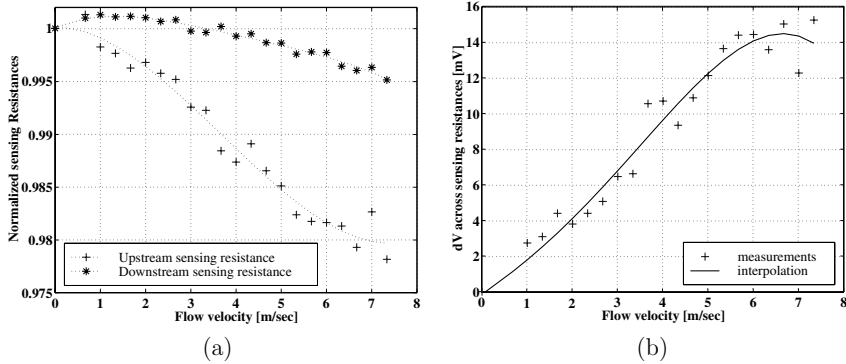 Normalized sensing Resistances
1
0.995
0.99
0.985
0.98
0.975
0 1 2 3 4 5 6 7 8
Upstream sensing resistance
Downstream sensing resistance
Flow velocity [m/sec]
(a)
dV across sensing resistances [mV]
16
14
12
10
8
6
4
2
0
0 1 2 3 4 5 6 7 8
measurements
interpolation
Flow velocity [m/sec]
(b)